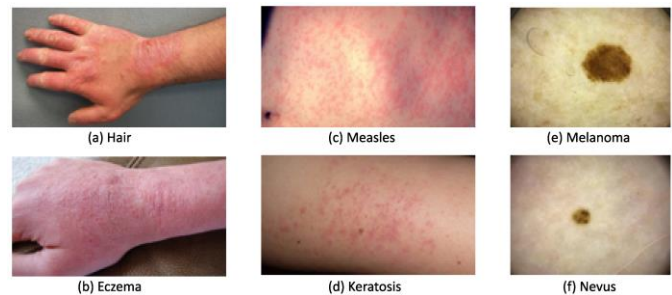 (a) Hair
(c) Measles
(e) Melanoma
(b) Eczema
(d) Keratosis
(f) Nevus